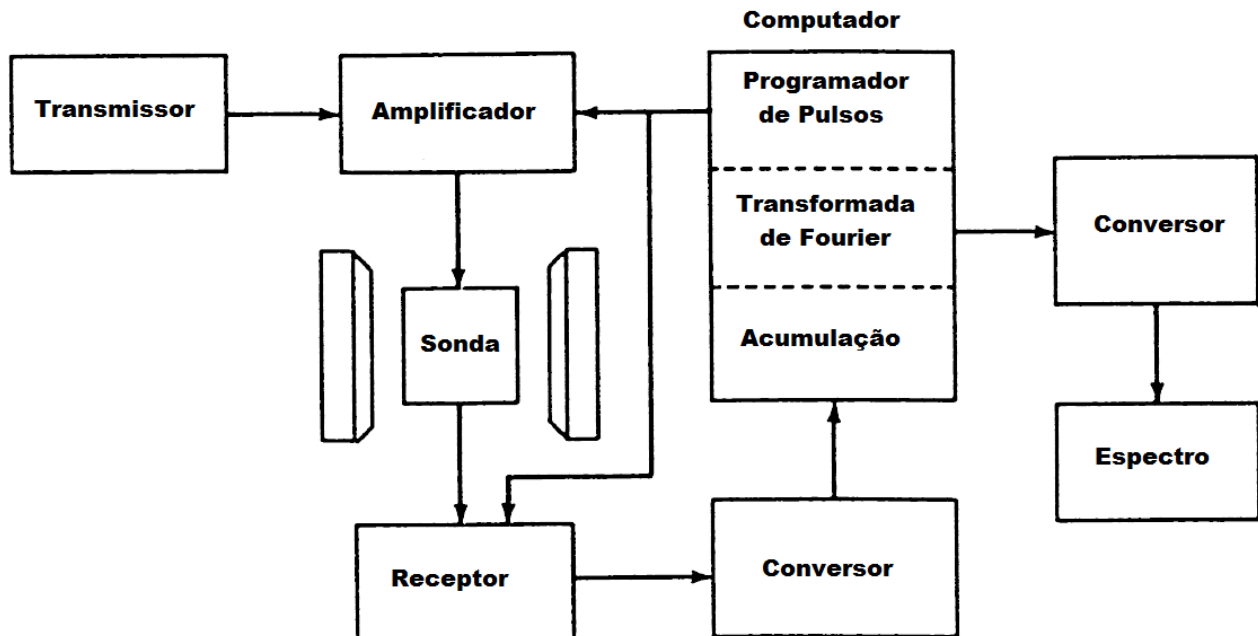 Computador
Transmissor
Amplificador
Programador
de Pulsos
Transformada
de Fourier
Conversor
Sonda
Acumulação
Espectro
Receptor
Conversor